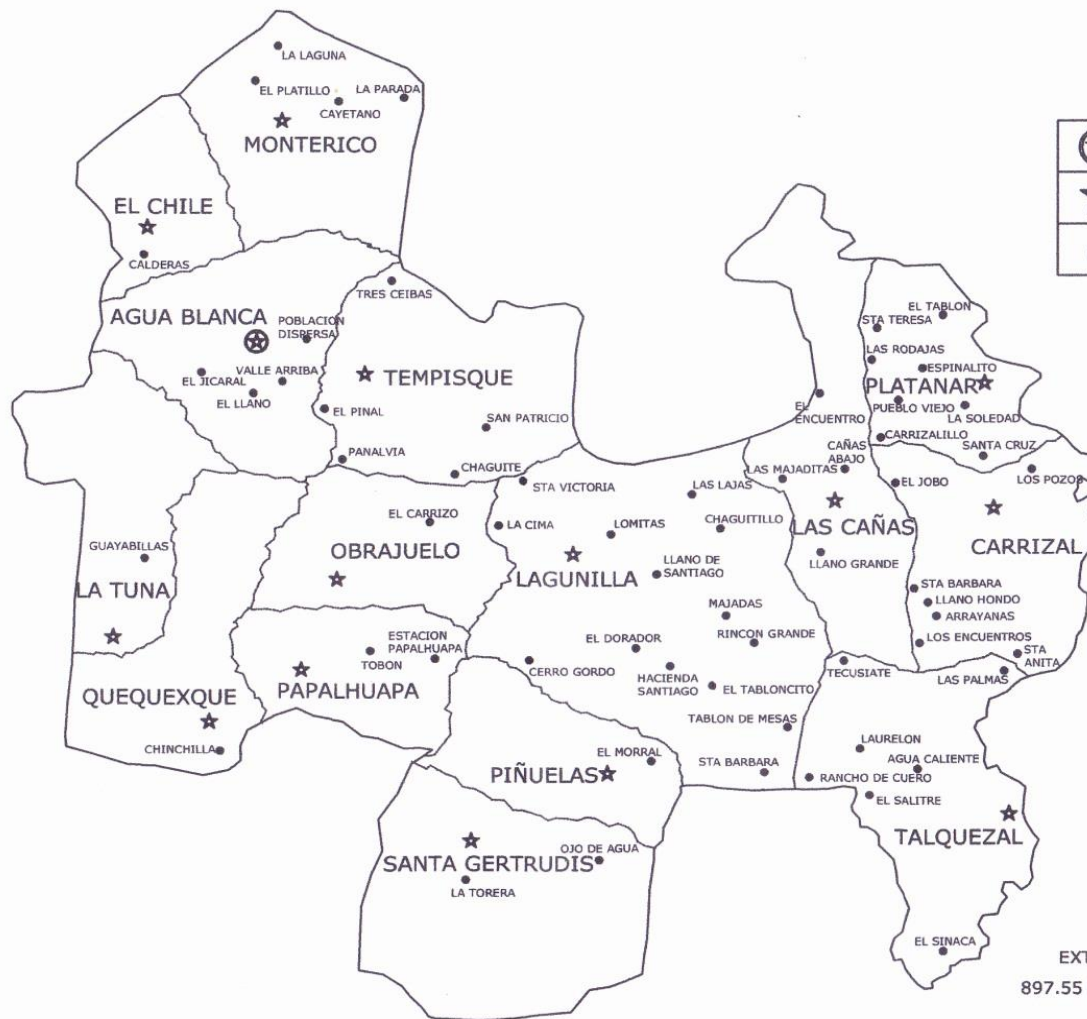 LA LAGUNA
EL PLATILLO
LA PARADA
CAYETANO
MONTERICO
EL CHILE
CALDERAS
TRES CEIBAS
AGUA BLANCA
POBLACION
DISPERSA
EL JICARAL
VALLE ARRIBA
EL LLANO
TEMPISQUE
EL PINAL
SAN PATRICIO
PANALVIA
CHAGUITE
EL TABLON
STA TERESA
LAS RODAJAS
ESPINALITO
PLATANAR
PUEBLO VIEJO
LA SOLEDAD
CARRIZALILLO
SANTA CRUZ
EL
ENCUENTRO
CAÑAS
ABAJO
LAS MAJADITAS
EL JOBO
LOS POZOS
STA VICTORIA
LAS LAJAS
EL CARRIZO
LA CIMA
LOMITAS
CHAGUITILLO
LAS CAÑAS
CARRIZAL
OBRAJUELO
LAGUNILLA
LLANO DE
SANTIAGO
LLANO GRANDE
GUAYABILLAS
LA TUNA
STA BARBARA
LLANO HONDO
ARRAYANAS
MAJADAS
RINCON GRANDE
LOS ENCUENTROS
EL DORADOR
ESTACION
PAPALHUAPA
TOBON
CERRO GORDO
HACIENDA
SANTIAGO
TECUSIATE
STA
ANITA
LAS PALMAS
EL TABLONCITO
QUEQUEXQUE
PAPALHUAPA
CHINCHILLA
TABLON DE MESAS
LAURELON
AGUA CALIENTE
EL MORRAL
PIÑUELAS
STA BARBARA
RANCHO DE CUERO
EL SALITRE
TALQUEZAL
OJO DE AGUA
SANTA GERTRUDIS
LA TORERA
EL SINACA
EXT
897.55